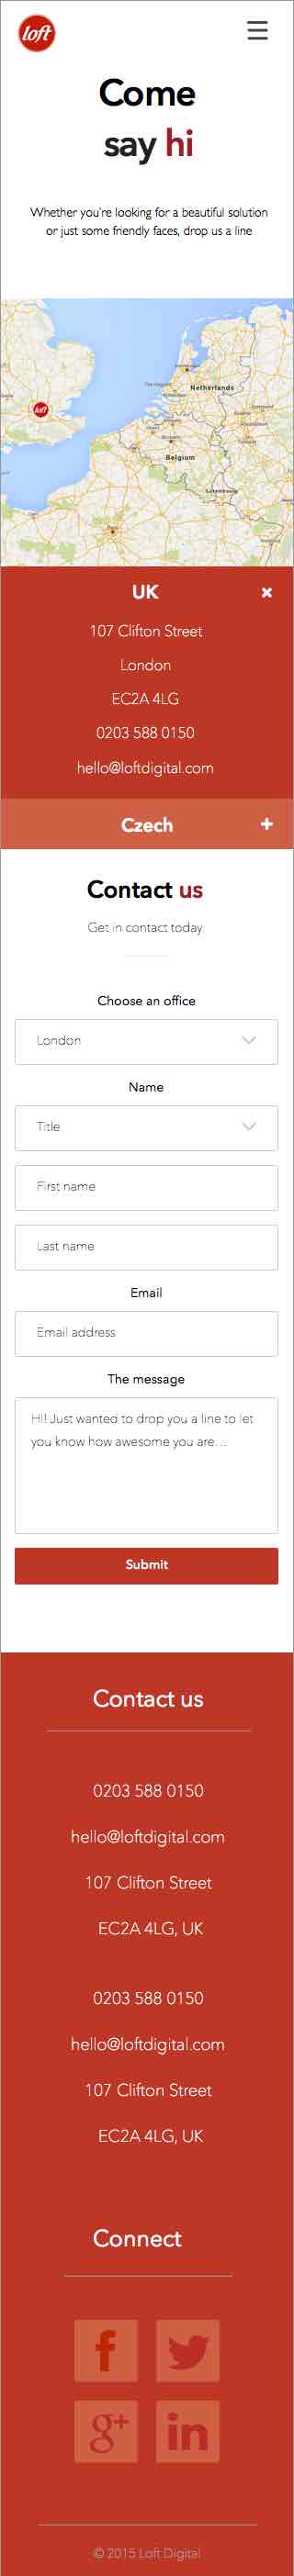 loft
Come
say hi
Whether you're looking for a beautiful solution
or just some friendly faces, drop us a line
Netherlands
loft
Belgium
Luxembourg
Paris
UK
107 Clifton Street
London
EC2A 4LG
0203 588 0150
hello@loftdigital.com
Czech
Contact us
Get in contact today
Choose an office
London
Name
Title
First name
Last name
Email
Email address
The message
Hi! Just wanted to drop you a line to let
you know how awesome you are...
Submit
Contact us
0203 588 0150
hello@loftdigital.com
107 Clifton Street
EC2A 4LG, UK
0203 588 0150
hello@loftdigital.com
107 Clifton Street
EC2A 4LG, UK
Connect
f
g+
in
© 2015 Loft Digital